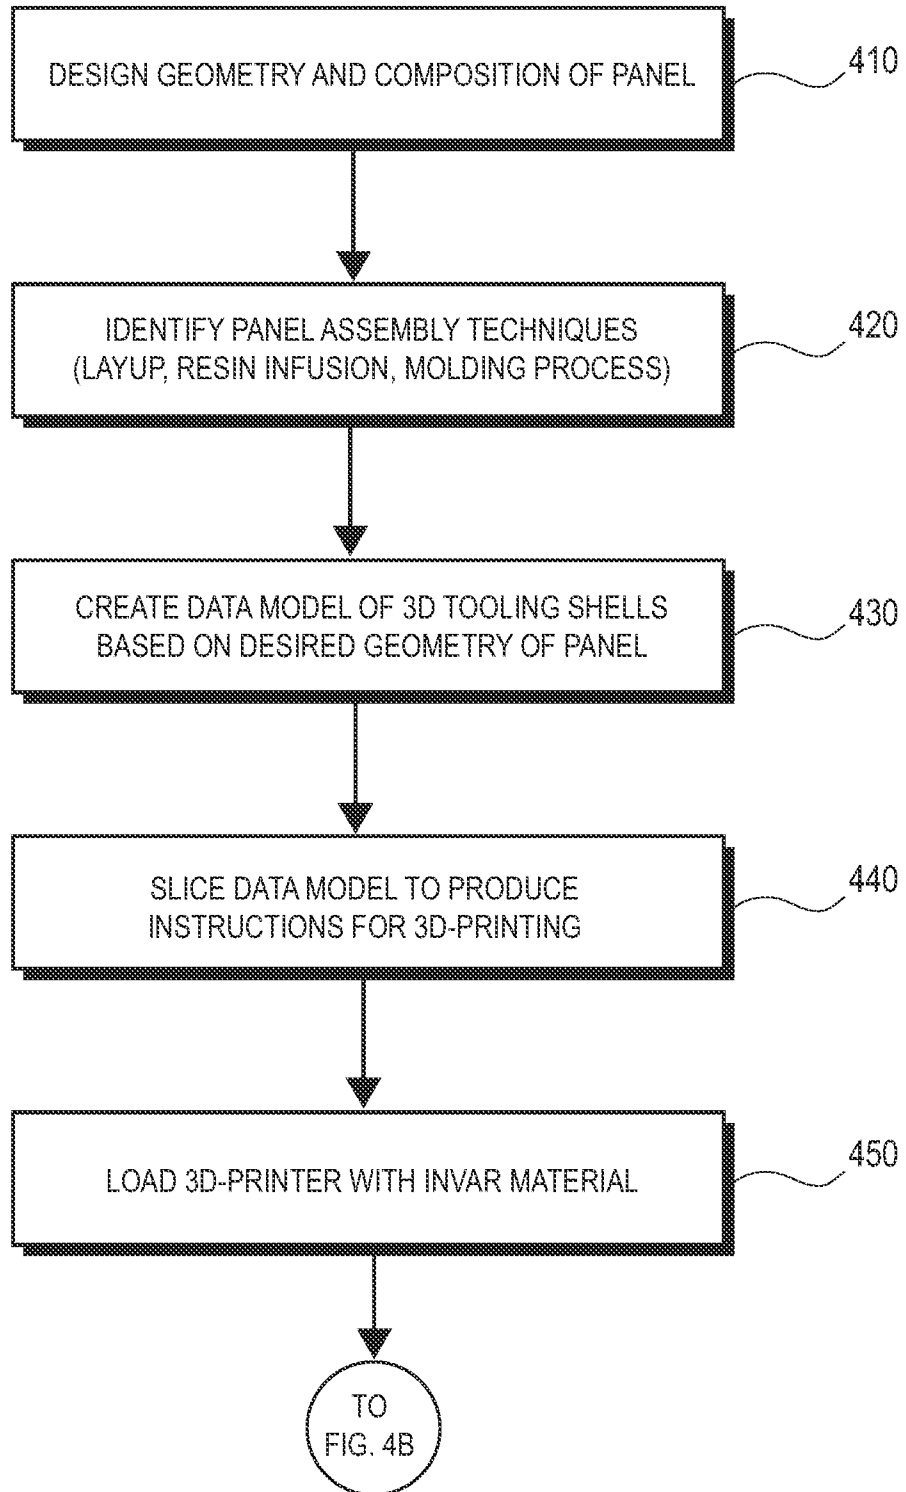 DESIGN GEOMETRY AND COMPOSITION OF PANEL
410
IDENTIFY PANEL ASSEMBLY TECHNIQUES
(LAYUP, RESIN INFUSION, MOLDING PROCESS)
420
CREATE DATA MODEL OF 3D TOOLING SHELLS
BASED ON DESIRED GEOMETRY OF PANEL
430
SLICE DATA MODEL TO PRODUCE
INSTRUCTIONS FOR 3D-PRINTING
440
LOAD 3D-PRINTER WITH INVAR MATERIAL
450
TO
FIG. 4B